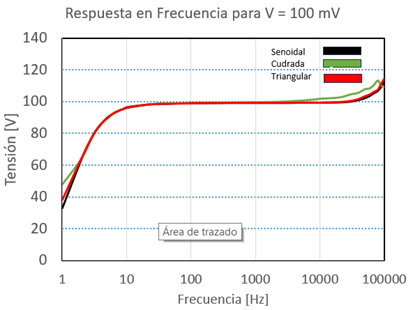 Respuesta en Frecuencia para V = 100 mV
140
120
100
80
60
40
20
0
Tensión [V]
Senoidal
Cudrada
Triangular
Área de trazado
1
10
100
1000
10000
100000
Frecuencia [Hz]